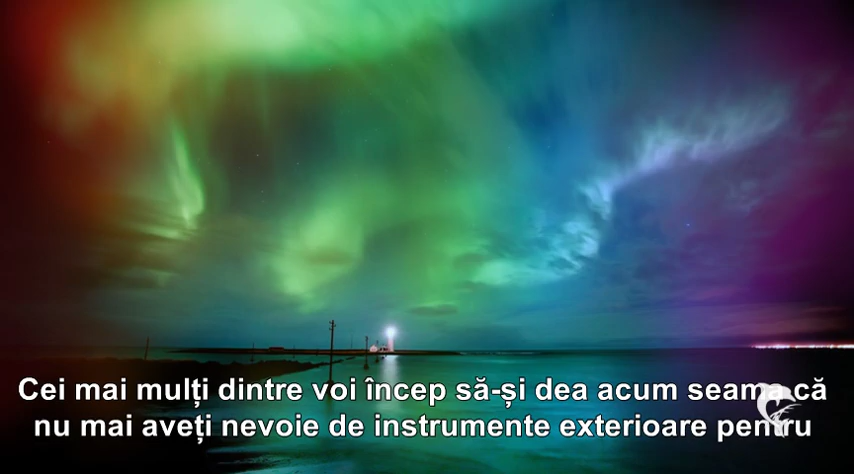 Cei mai mulți dintre voi încep să-și dea acum seama că
nu mai aveți nevoie de instrumente exterioare pentru